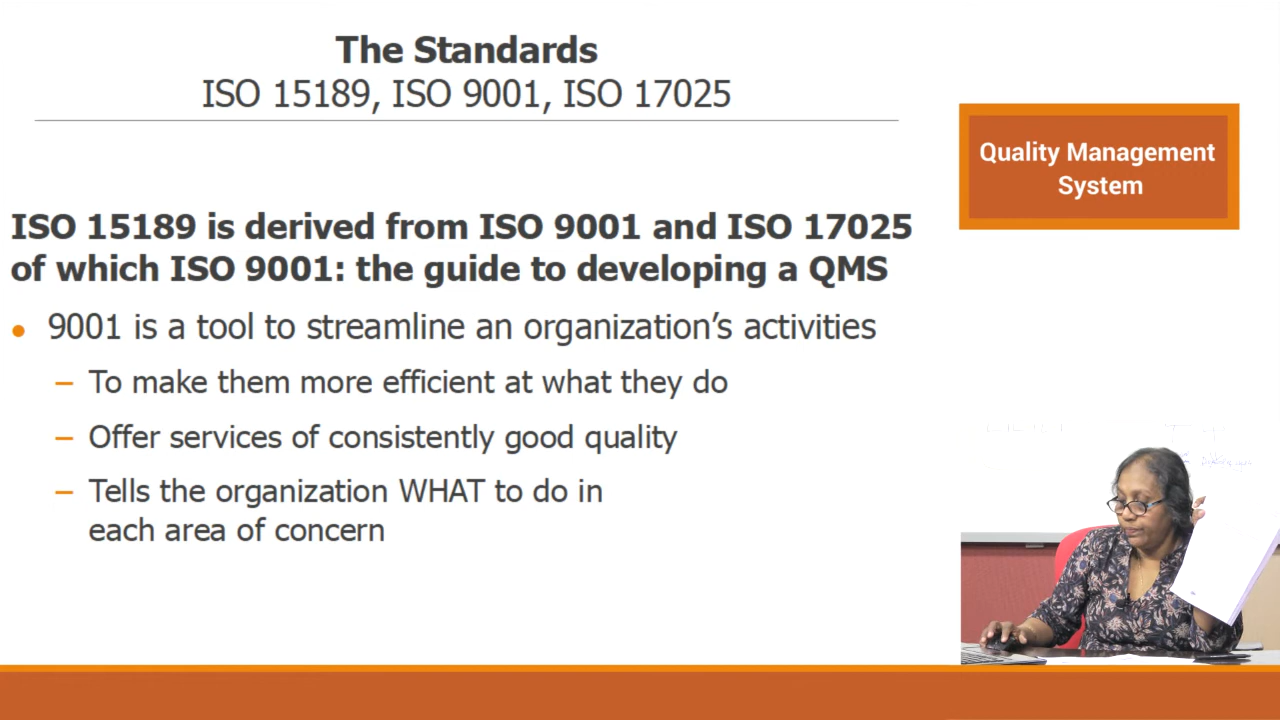 The Standards
ISO 15189, ISO 9001, ISO 17025
Quality Management
System
ISO 15189 is derived from ISO 9001 and ISO 17025
of which ISO 9001: the guide to developing a QMS
• 9001 is a tool to streamline an organization’s activities
– To make them more efficient at what they do
– Offer services of consistently good quality
– Tells the organization WHAT to do in
each area of concern